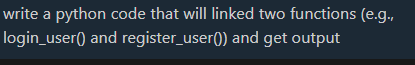 write a python code that will linked two functions (e.g.,
login_user() and register_user()) and get output